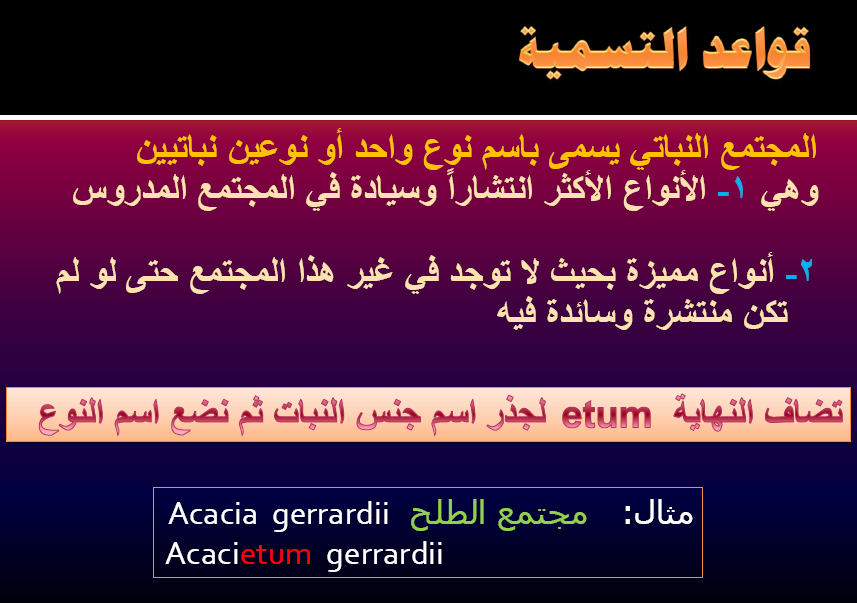 قواعد التسمية
المجتمع النباتي يسمى باسم نوع واحد أو نوعين نباتيين
وهي ١- الأنواع الأكثر انتشاراً وسيادة في المجتمع المدروس
٢- أنواع مميزة بحيث لا توجد في غير هذا المجتمع حتى لو لم
تكن منتشرة وسائدة فيه
تضاف النهاية etum لجذر اسم جنس النبات ثم نضع اسم النوع
مثال: مجتمع الطلح Acacia gerrardii
Acacietum gerrardii